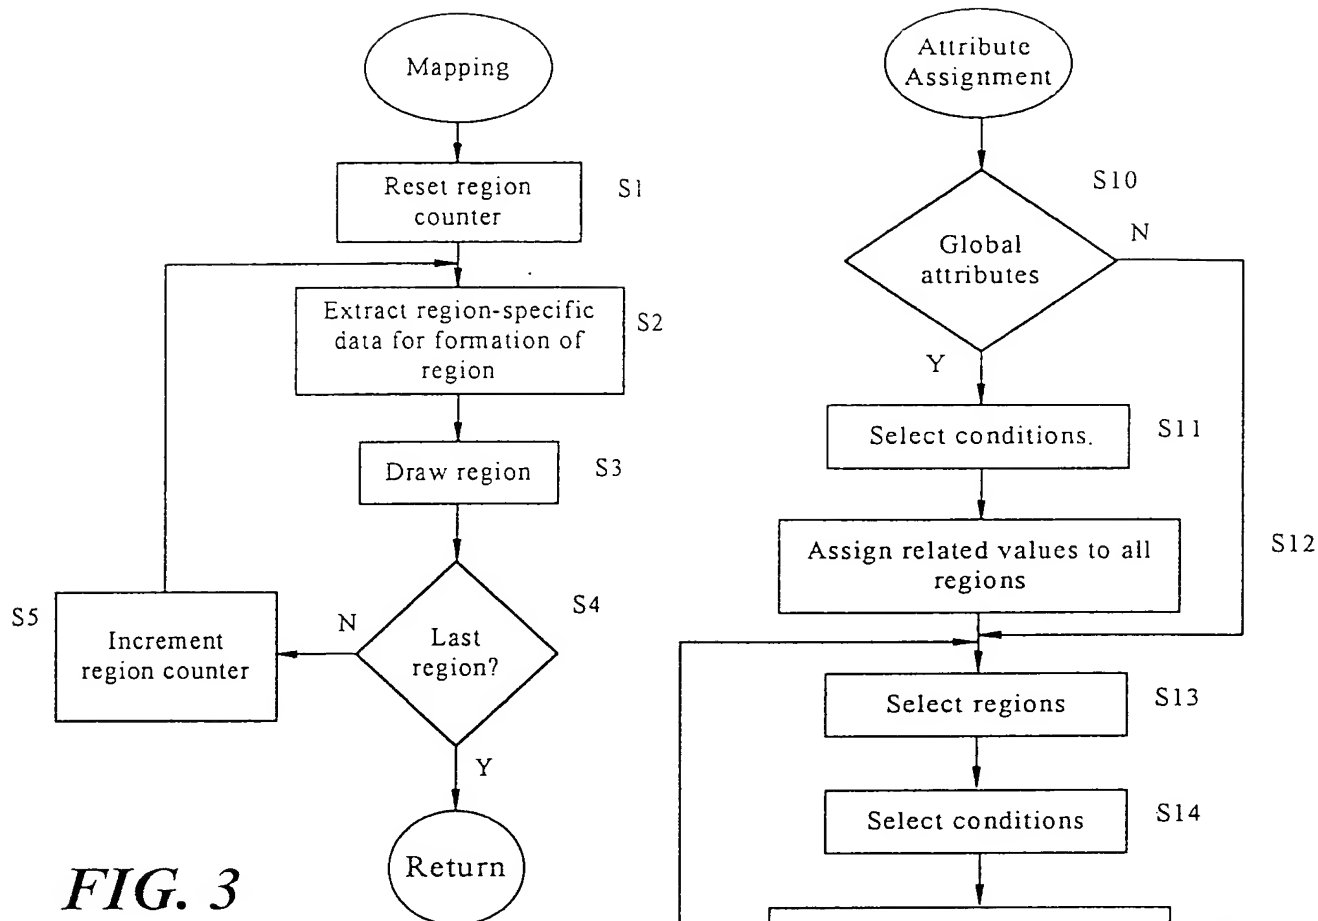 Mapping
Reset region
counter
S1
Extract region-specific
data for formation of
region
S2
Draw region
S3
Last
region?
S4
N
Y
S5
Increment
region counter
Return
FIG. 3
Attribute
Assignment
Global
attributes
S10
N
Y
Select conditions.
S11
Assign related values to all
regions
S12
Select regions
S13
Select conditions
S14